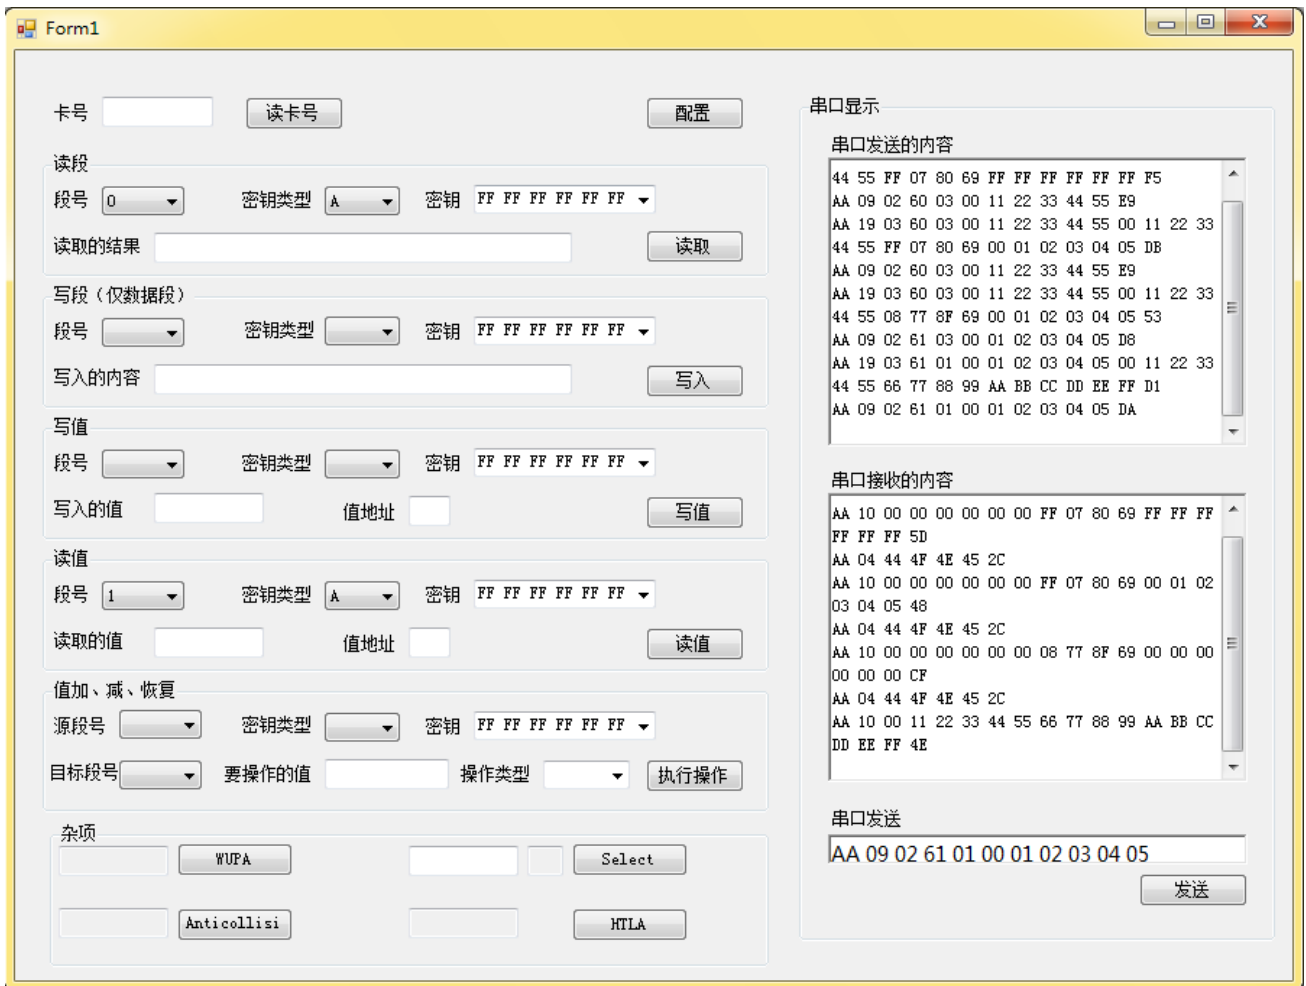 Form1
卡号 读卡号 配置
读段
段号 0 密钥类型 A 密钥 FF FF FF FF FF FF
读取的结果 读取
写段（仅数据段）
段号 密钥类型 密钥 FF FF FF FF FF FF
写入的内容 写入
写值
段号 密钥类型 密钥 FF FF FF FF FF FF
写入的值 值地址 写值
读值
段号 1 密钥类型 A 密钥 FF FF FF FF FF FF
读取的值 值地址 读值
值加、减、恢复
源段号 密钥类型 密钥 FF FF FF FF FF FF
目标段号 要操作的值 操作类型 执行操作
杂项
WUPA Select
Anticollisi HTLA
串口显示
串口发送的内容
44 55 FF 07 80 69 FF FF FF FF FF FF F5
AA 09 02 60 03 00 11 22 33 44 55 E9
AA 19 03 60 03 00 11 22 33 44 55 00 11 22 33
44 55 FF 07 80 69 00 01 02 03 04 05 DB
AA 09 02 60 03 00 11 22 33 44 55 E9
AA 19 03 60 03 00 11 22 33 44 55 00 11 22 33
44 55 08 77 8F 69 00 01 02 03 04 05 53
AA 09 02 61 03 00 01 02 03 04 05 D8
AA 19 03 61 01 00 01 02 03 04 05 00 11 22 33
44 55 66 77 88 99 AA BB CC DD EE FF D1
AA 09 02 61 01 00 01 02 03 04 05 DA
串口接收的内容
AA 10 00 00 00 00 00 00 FF 07 80 69 FF FF FF
FF FF FF 5D
AA 04 44 4F 4E 45 2C
AA 10 00 00 00 00 00 00 FF 07 80 69 00 01 02
03 04 05 48
AA 04 44 4F 4E 45 2C
AA 10 00 00 00 00 00 00 08 77 8F 69 00 00 00
00 00 00 CF
AA 04 44 4F 4E 45 2C
AA 10 00 11 22 33 44 55 66 77 88 99 AA BB CC
DD EE FF 4E
串口发送
AA 09 02 61 01 00 01 02 03 04 05
发送